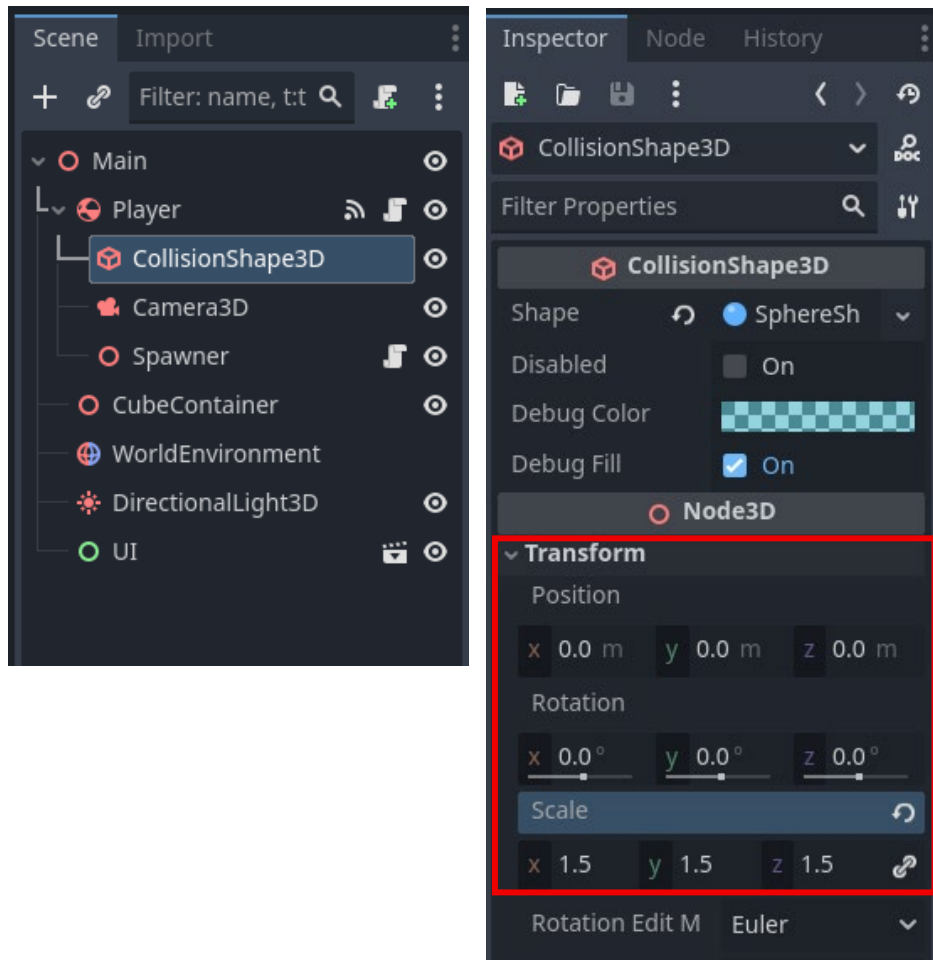 Scene Import
Filter: name, t:t
Main
Player
CollisionShape3D
Camera3D
Spawner
CubeContainer
WorldEnvironment
DirectionalLight3D
UI
Inspector Node History
CollisionShape3D
DOC
Filter Properties
CollisionShape3D
Shape SphereSh
Disabled On
Debug Color
Debug Fill On
Node3D
Transform
Position
x 0.0 m y 0.0 m z 0.0 m
Rotation
x 0.0° y 0.0° z 0.0°
Scale
x 1.5 y 1.5 z 1.5
Rotation Edit M Euler